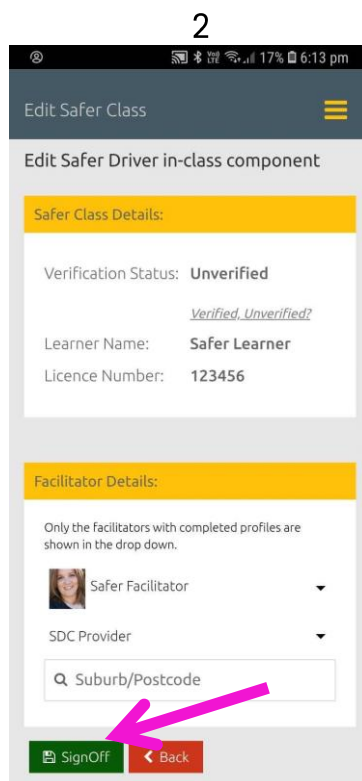 2
17% 6:13 pm
Edit Safer Class
Edit Safer Driver in-class component
Safer Class Details:
Verification Status: Unverified
Verified, Unverified?
Learner Name: Safer Learner
Licence Number: 123456
Facilitator Details:
Only the facilitators with completed profiles are
shown in the drop down.
Safer Facilitator
SDC Provider
Suburb/Postcode
SignOff Back